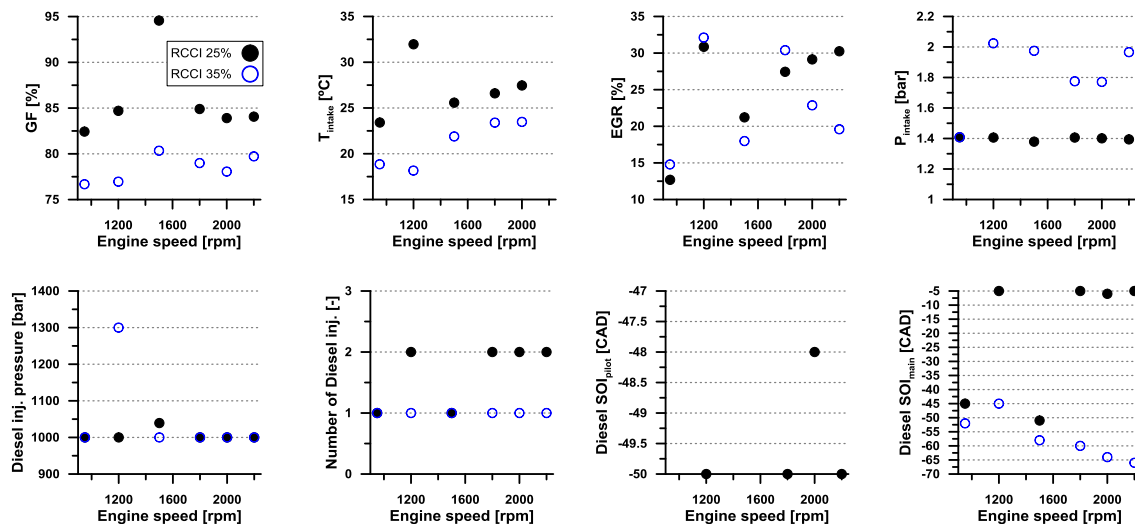 GF [%]
95
90
85
80
75
RCCI 25%
RCCI 35%
1200 1600 2000
Engine speed [rpm]
T intake [ºC]
35
30
25
20
15
1200 1600 2000
Engine speed [rpm]
EGR [%]
35
30
25
20
15
10
1200 1600 2000
Engine speed [rpm]
P intake [bar]
2.2
2
1.8
1.6
1.4
1.2
1
1200 1600 2000
Engine speed [rpm]
Diesel inj. pressure [bar]
1400
1300
1200
1100
1000
900
1200 1600 2000
Engine speed [rpm]
Number of Diesel inj. [-]
3
2
1
0
1200 1600 2000
Engine speed [rpm]
Diesel SOI pilot [CAD]
-47
-47.5
-48
-48.5
-49
-49.5
-50
1200 1600 2000
Engine speed [rpm]
Diesel SOI main [CAD]
-5
-10
-15
-20
-25
-30
-35
-40
-45
-50
-55
-60
-65
-70
1200 1600 2000
Engine speed [rpm]